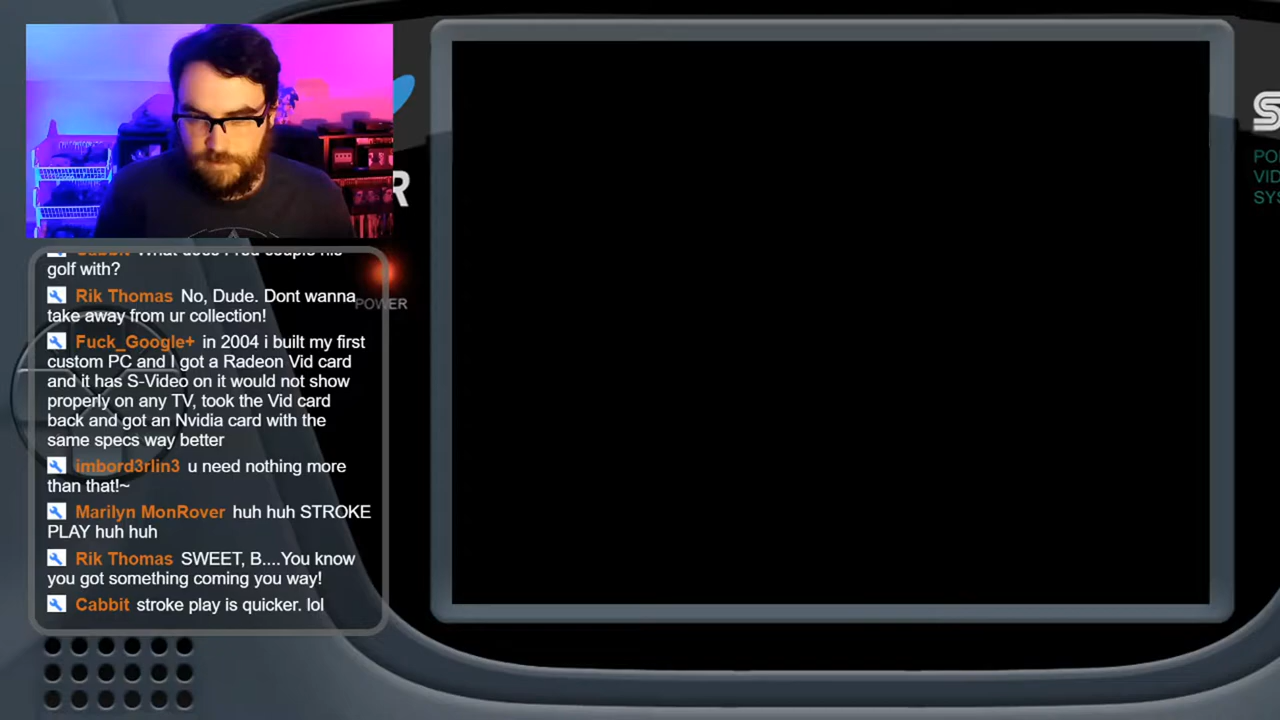 golf with?
Rik Thomas No, Dude. Dont wanna
take away from ur collection!
Fuck_Google+ in 2004 i built my first
custom PC and I got a Radeon Vid card
and it has S-Video on it would not show
properly on any TV, took the Vid card
back and got an Nvidia card with the
same specs way better
imbord3rlin3 u need nothing more
than that!~
Marilyn MonRover huh huh STROKE
PLAY huh huh
Rik Thomas SWEET, B....You know
you got something coming you way!
Cabbit stroke play is quicker. lol
R
POWER
S
PO
VID
SYS